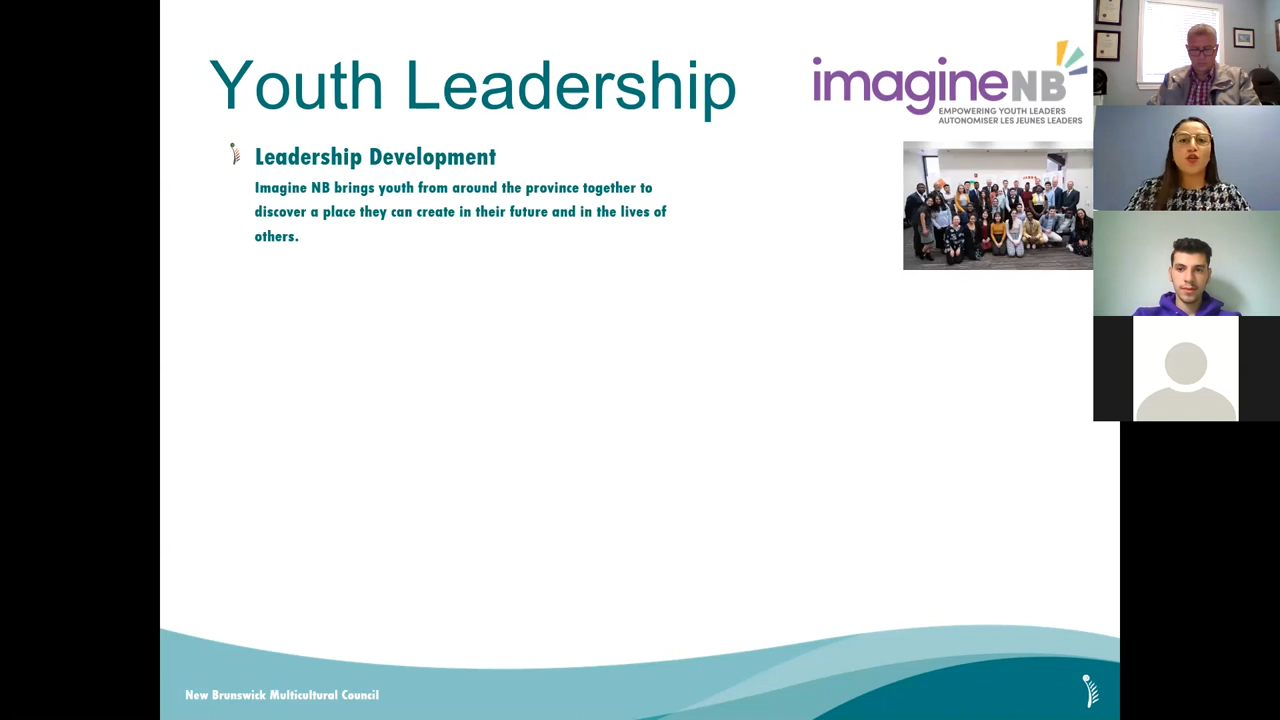 Youth Leadership
imagineNB
EMPOWERING YOUTH LEADERS
AUTONOMISER LES JEUNES LEADERS
Leadership Development
Imagine NB brings youth from around the province together to
discover a place they can create in their future and in the lives of
others.
New Brunswick Multicultural Council